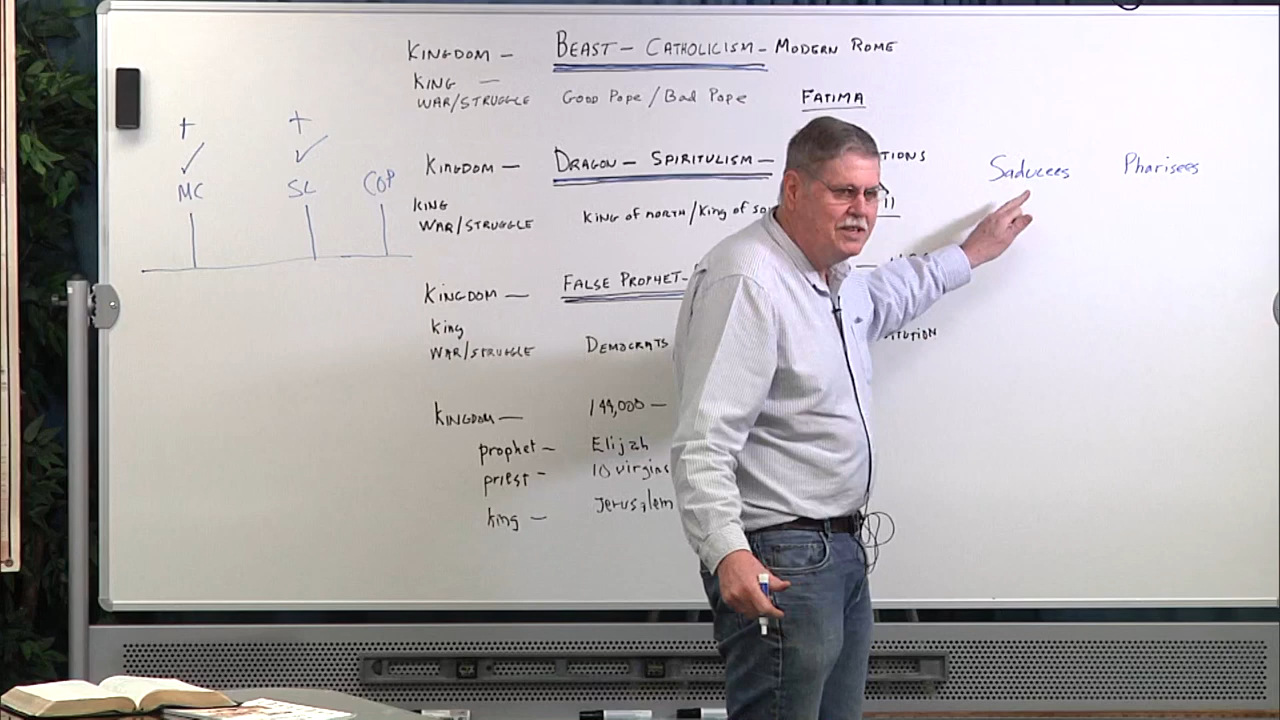 KINGDOM — BEAST — CATHOLICISM — MODERN ROME
KING —
WAR/STRUGGLE GOOD POPE / BAD POPE FATIMA
KINGDOM — DRAGON — SPIRITULISM —
KING
WAR/STRUGGLE KING OF NORTH/KING OF
KINGDOM — FALSE PROPHET —
King
WAR/STRUGGLE DEMOCRATS
KINGDOM — 144,000 —
prophet — Elijah
priest — 10 virgins
king — Jerusalem
+ +
MC SL COP
Saducees Pharisees